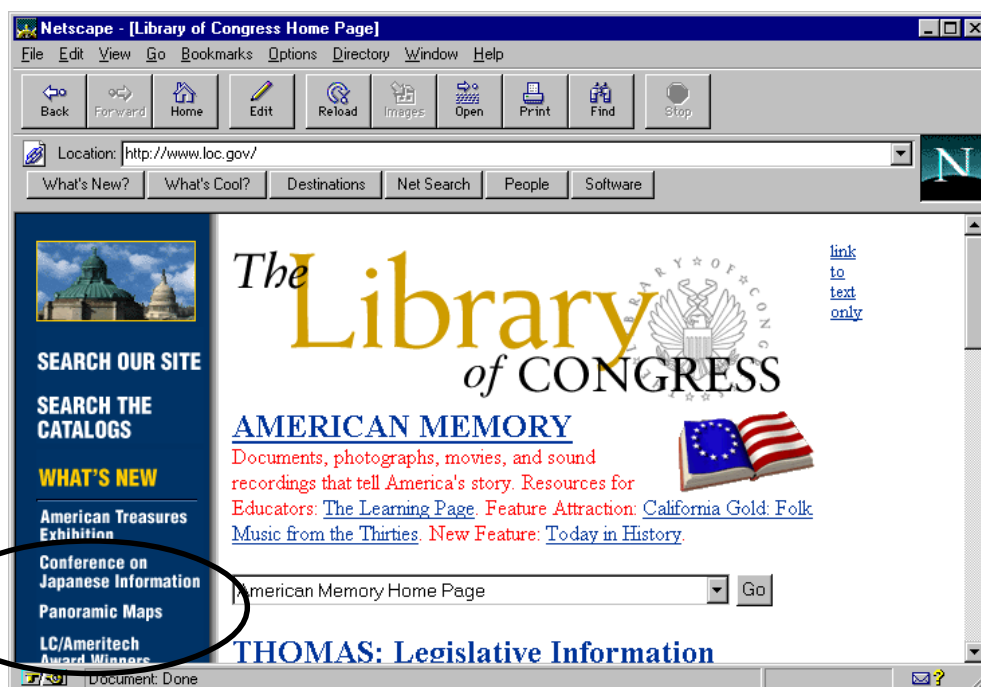 Netscape - [Library of Congress Home Page]
File Edit View Go Bookmarks Options Directory Window Help
Back Forward Home Edit Reload Images Open Print Find Stop
Location: http://www.loc.gov/
N
What's New? What's Cool? Destinations Net Search People Software
SEARCH OUR SITE
SEARCH THE
CATALOGS
WHAT'S NEW
American Treasures
Exhibition
Conference on
Japanese Information
Panoramic Maps
LC/Ameritech
Award Winners
The Library
of CONGRESS
LIBRARY OF CONGRESS
link
to
text
only
AMERICAN MEMORY
Documents, photographs, movies, and sound
recordings that tell America's story. Resources for
Educators: The Learning Page. Feature Attraction: California Gold: Folk
Music from the Thirties. New Feature: Today in History.
American Memory Home Page Go
THOMAS: Legislative Information
Document: Done